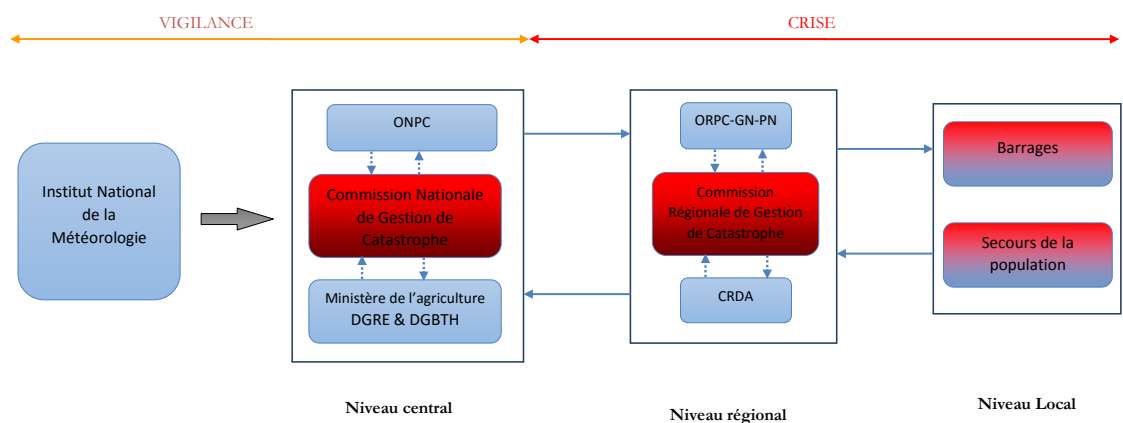 VIGILANCE
CRISE
Institut National
de la
Météorologie
ONPC
Commission Nationale
de Gestion de
Catastrophe
Ministère de l'agriculture
DGRE & DGBTH
Niveau central
ORPC-GN-PN
Commission
Régionale de Gestion
de Catastrophe
CRDA
Niveau régional
Barrages
Secours de la
population
Niveau Local